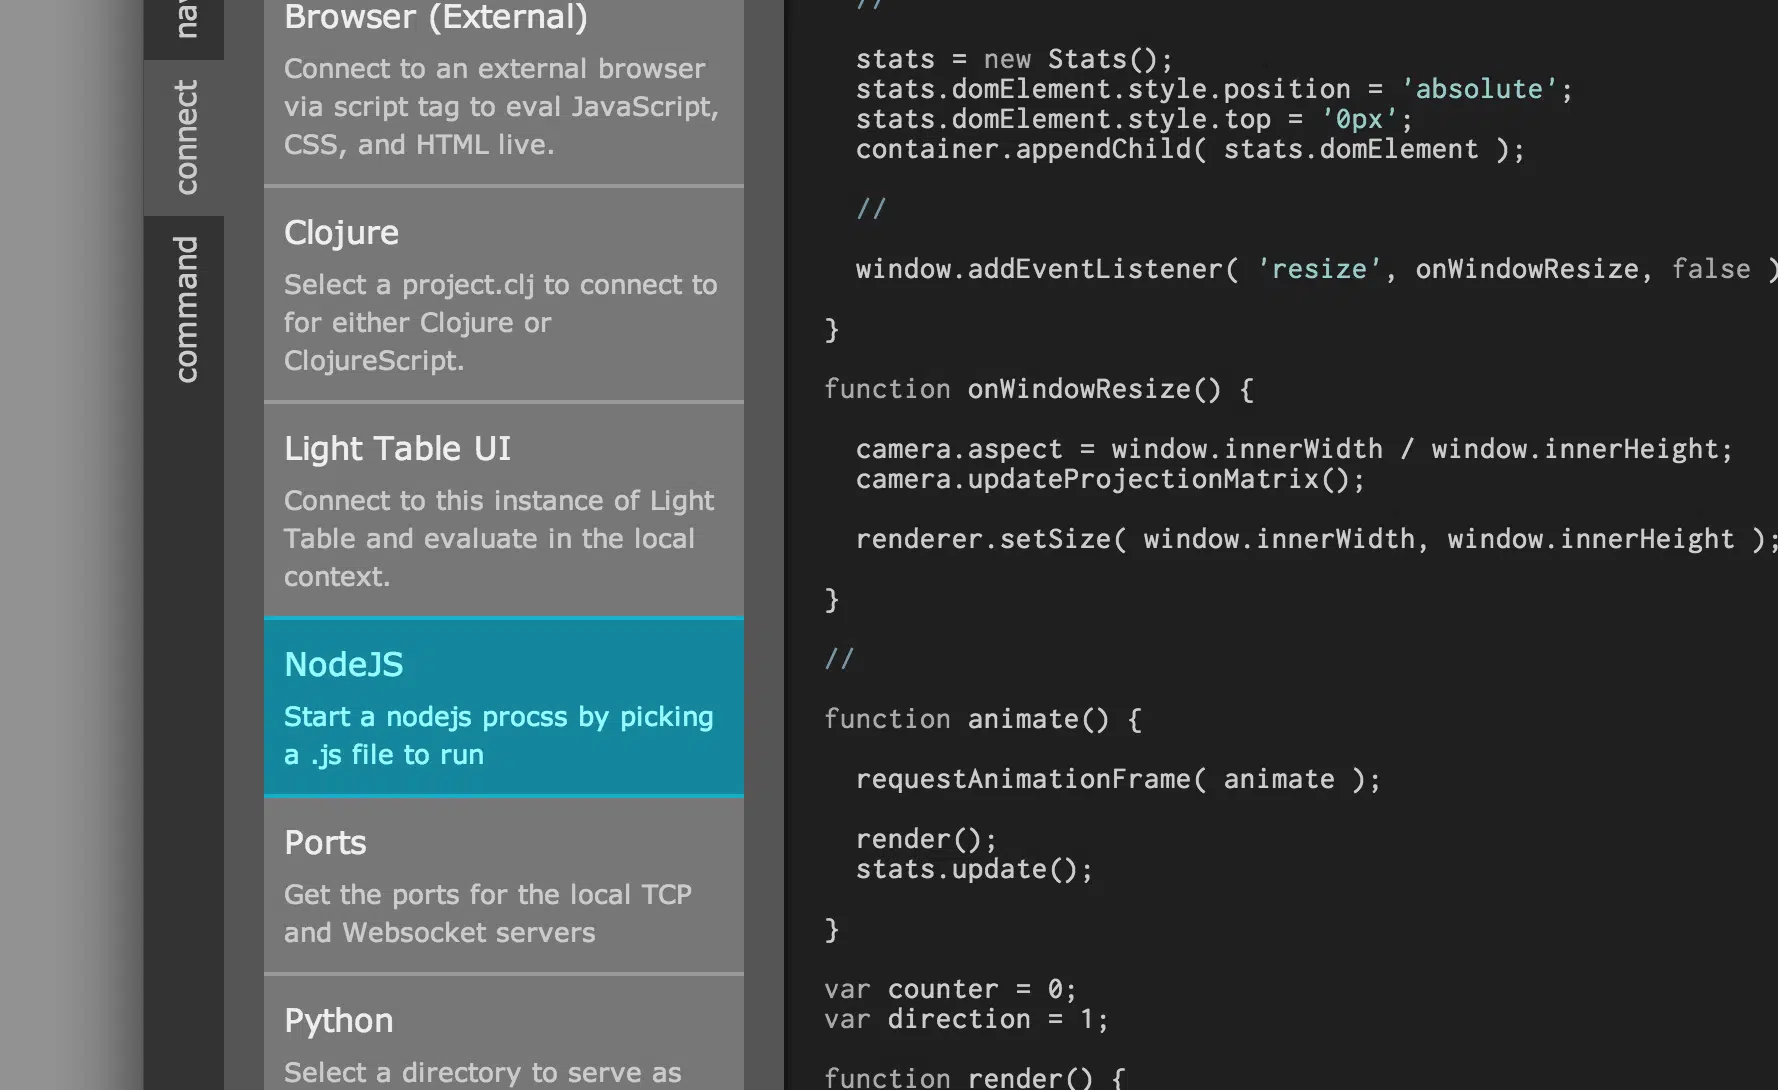 nav
connect
command
Browser (External)
Connect to an external browser
via script tag to eval JavaScript,
CSS, and HTML live.
Clojure
Select a project.clj to connect to
for either Clojure or
ClojureScript.
Light Table UI
Connect to this instance of Light
Table and evaluate in the local
context.
NodeJS
Start a nodejs procss by picking
a .js file to run
Ports
Get the ports for the local TCP
and Websocket servers
Python
Select a directory to serve as
//
stats = new Stats();
stats.domElement.style.position = 'absolute';
stats.domElement.style.top = '0px';
container.appendChild( stats.domElement );
//
window.addEventListener( 'resize', onWindowResize, false )
}
function onWindowResize() {
camera.aspect = window.innerWidth / window.innerHeight;
camera.updateProjectionMatrix();
renderer.setSize( window.innerWidth, window.innerHeight );
}
//
function animate() {
requestAnimationFrame( animate );
render();
stats.update();
}
var counter = 0;
var direction = 1;
function render() {